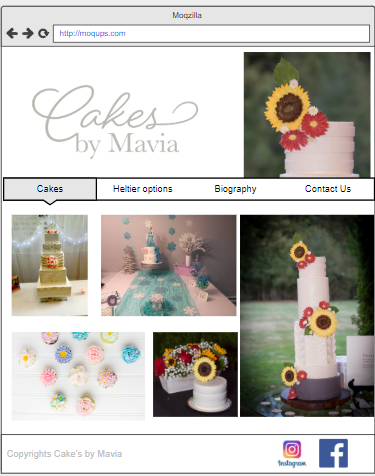 Moqzilla
http://moqups.com
Cakes
by Mavia
Cakes Heltier options Biography Contact Us
Copyrights Cake's by Mavia
Instagram